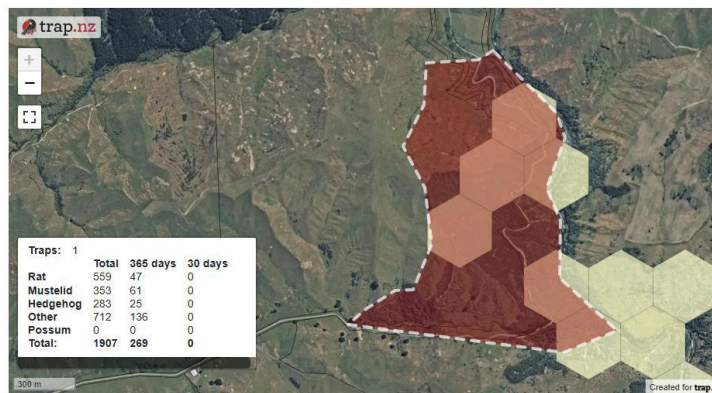 trap.nz
+
−
Traps: 1
Total 365 days 30 days
Rat 559 47 0
Mustelid 353 61 0
Hedgehog 283 25 0
Other 712 136 0
Possum 0 0 0
Total: 1907 269 0
300 m
Created for trap.